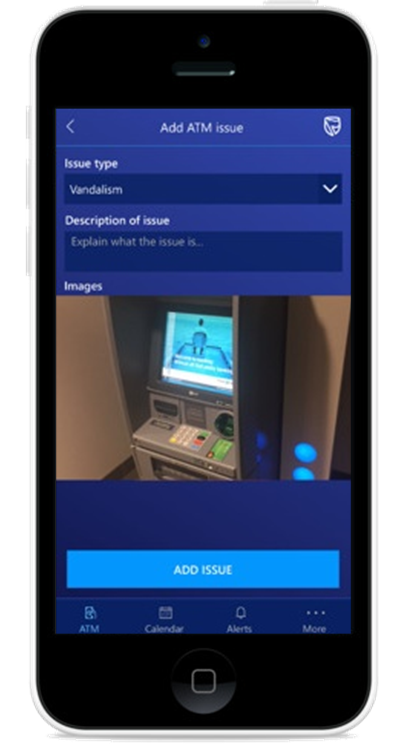 Add ATM issue
Issue type
Vandalism
Description of issue
Explain what the issue is...
Images
ADD ISSUE
ATM
Calendar
Alerts
More